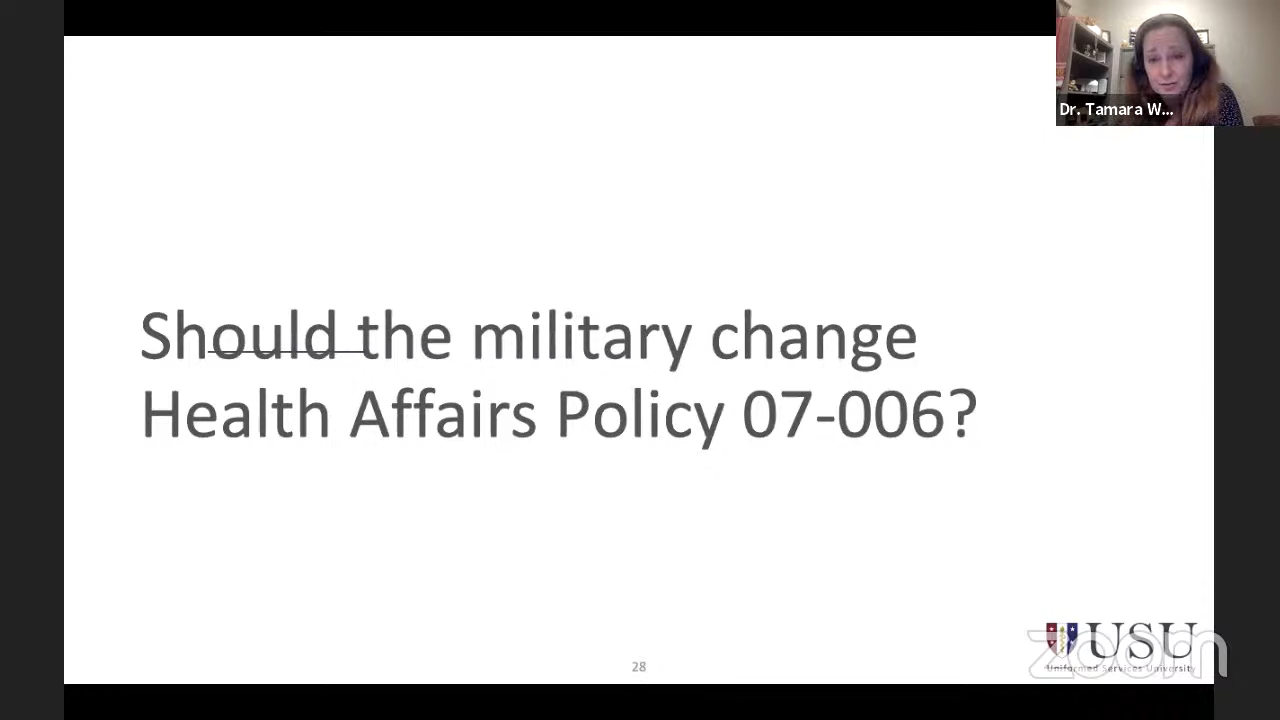 Dr. Tamara W...
Should the military change
Health Affairs Policy 07-006?
28
USU
Uniformed Services University
zoom